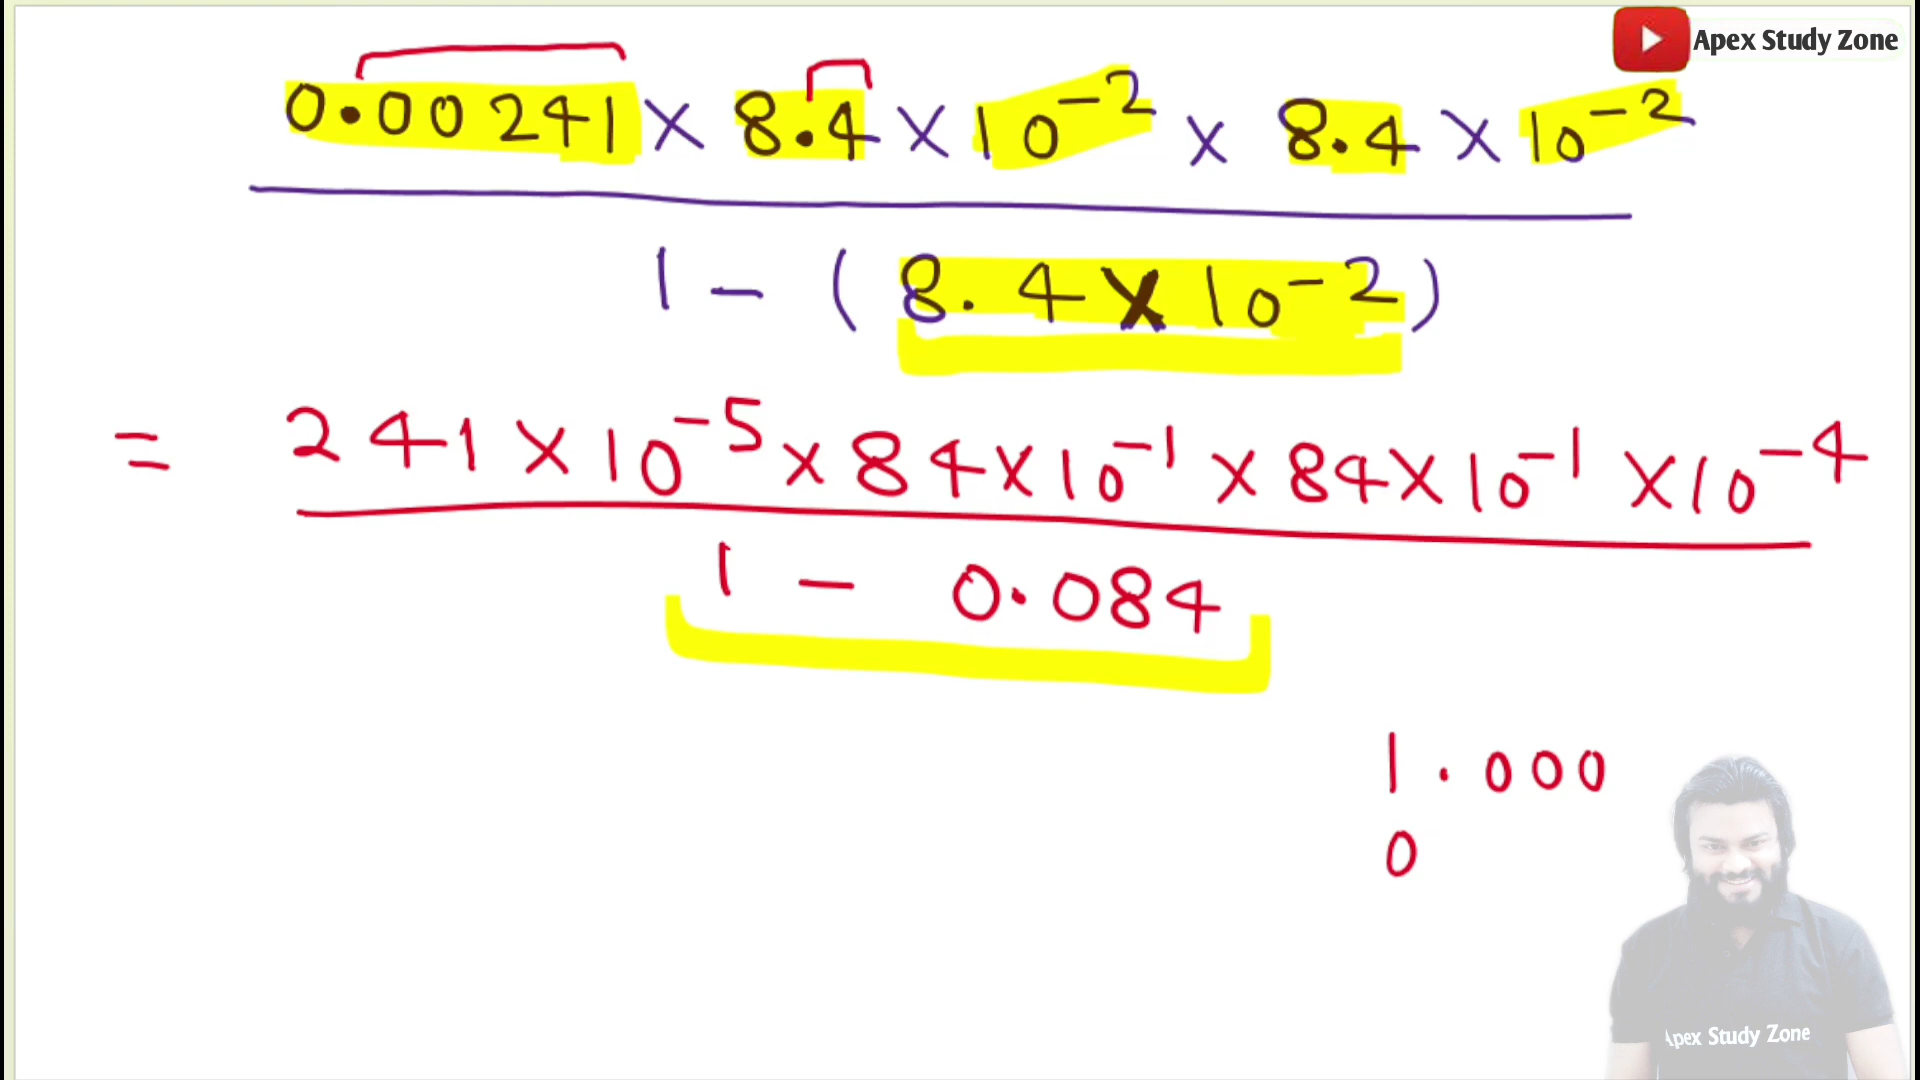 Apex Study Zone
0.00241 × 8.4 × 10⁻² × 8.4 × 10⁻²
1 - ( 8.4 × 10⁻² )
= 241 × 10⁻⁵ × 84 × 10⁻¹ × 84 × 10⁻¹ × 10⁻⁴
1 - 0.084
1.000
0
Apex Study Zone